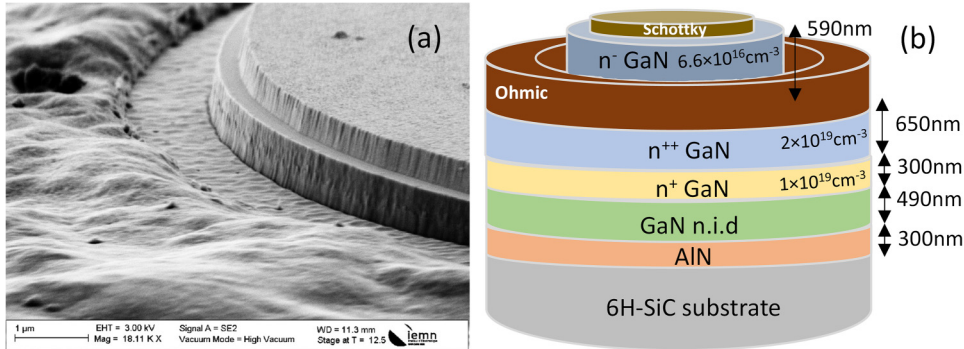 (a)
1 µm
EHT = 3.00 kV
Mag = 18.11 K X
Signal A = SE2
Vacuum Mode = High Vacuum
WD = 11.3 mm
Stage at T = 12.5
iemn
(b)
Schottky
590nm
n⁻ GaN 6.6×10¹⁶cm⁻³
Ohmic
650nm
n⁺⁺ GaN 2×10¹⁹cm⁻³
300nm
n⁺ GaN 1×10¹⁹cm⁻³
490nm
GaN n.i.d
300nm
AlN
6H-SiC substrate